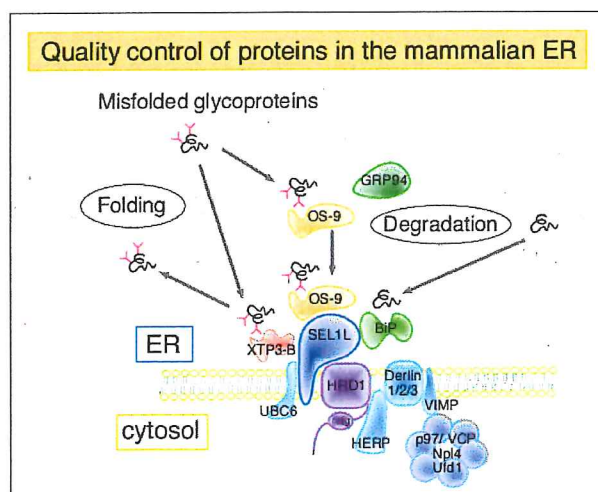 Quality control of proteins in the mammalian ER
Misfolded glycoproteins
GRP94
Folding
OS-9
Degradation
OS-9
BiP
ER
XTP3-B
SEL1L
HRD1
Derlin
1/2/3
UBC6
VIMP
cytosol
HERP
p97/ VCP
Npl4
Ufd1